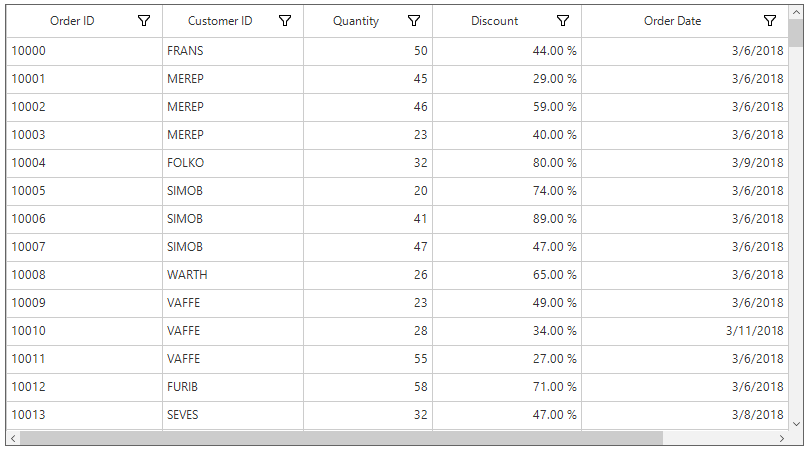 Order ID Customer ID Quantity Discount Order Date
10000 FRANS 50 44.00 % 3/6/2018
10001 MEREP 45 29.00 % 3/6/2018
10002 MEREP 46 59.00 % 3/6/2018
10003 MEREP 23 40.00 % 3/6/2018
10004 FOLKO 32 80.00 % 3/9/2018
10005 SIMOB 20 74.00 % 3/6/2018
10006 SIMOB 41 89.00 % 3/6/2018
10007 SIMOB 47 47.00 % 3/6/2018
10008 WARTH 26 65.00 % 3/6/2018
10009 VAFFE 23 49.00 % 3/6/2018
10010 VAFFE 28 34.00 % 3/11/2018
10011 VAFFE 55 27.00 % 3/6/2018
10012 FURIB 58 71.00 % 3/6/2018
10013 SEVES 32 47.00 % 3/8/2018